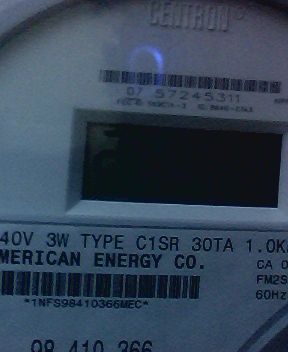 CENTRON®
07 57245311
40V 3W TYPE C1SR 30TA 1.0K
MERICAN ENERGY CO.
CA 0
FM2S
60Hz
*1NFS98410366MEC*
98 410 366